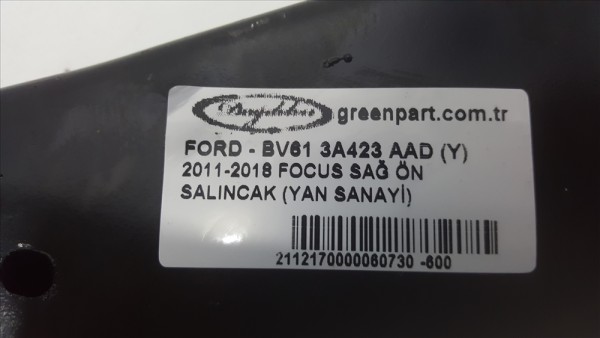 greenpart.com.tr
FORD - BV61 3A423 AAD (Y)
2011-2018 FOCUS SAĞ ÖN
SALINCAK (YAN SANAYİ)
2112170000060730 -600